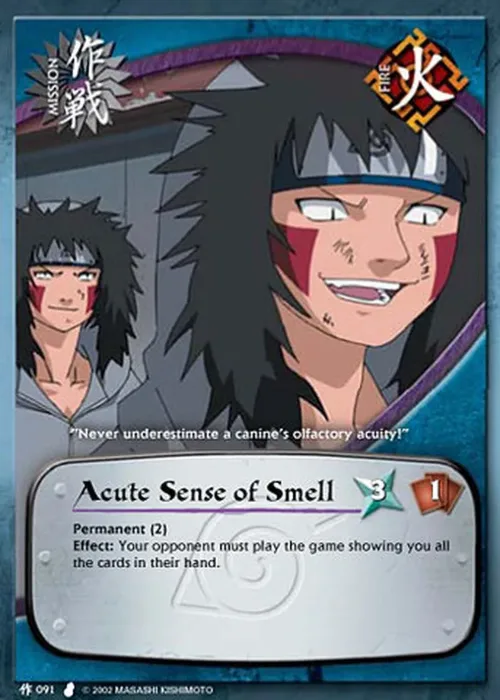 MISSION
作戦
FIRE
火
"Never underestimate a canine's olfactory acuity!"
Acute Sense of Smell 3 1
Permanent (2)
Effect: Your opponent must play the game showing you all
the cards in their hand.
作 091 © 2002 MASASHI KISHIMOTO